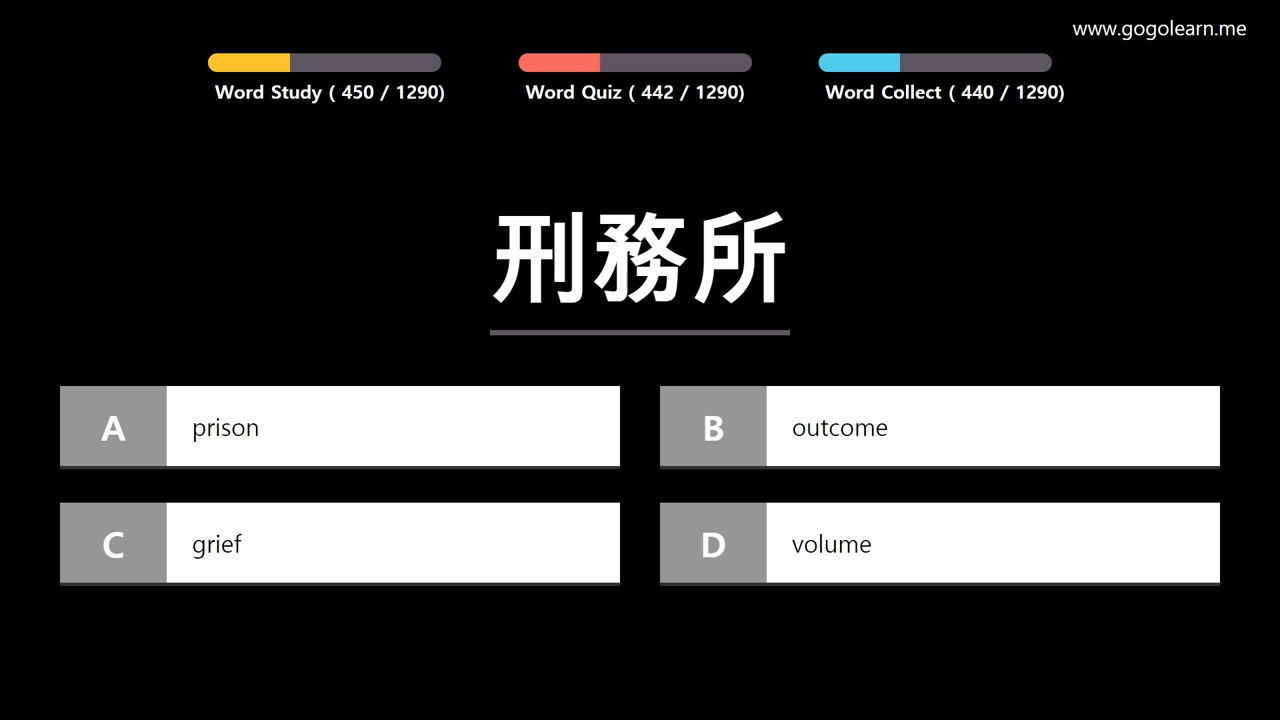 www.gogolearn.me
Word Study ( 450 / 1290)
Word Quiz ( 442 / 1290)
Word Collect ( 440 / 1290)
刑務所
A prison
B outcome
C grief
D volume